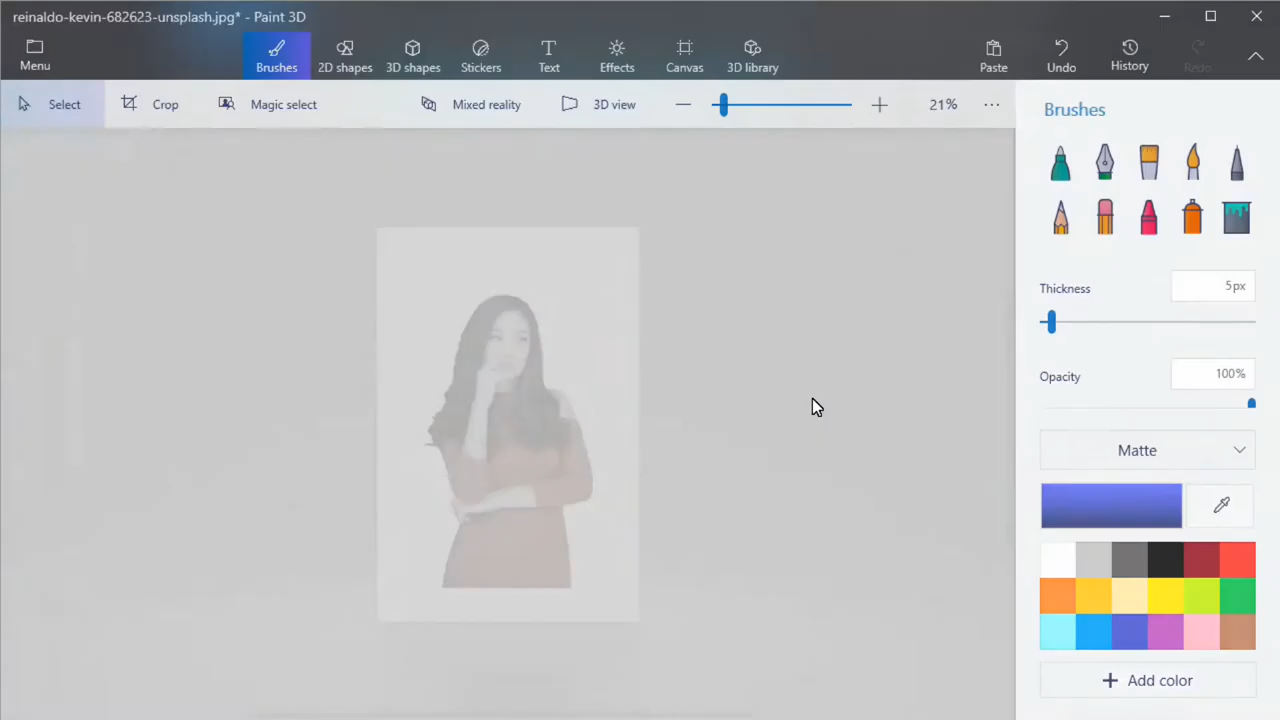 reinaldo-kevin-682623-unsplash.jpg* - Paint 3D
Menu
Brushes
2D shapes
3D shapes
Stickers
Text
Effects
Canvas
3D library
Paste
Undo
History
Redo
Select
Crop
Magic select
Mixed reality
3D view
21%
Brushes
Thickness
5px
Opacity
100%
Matte
Add color